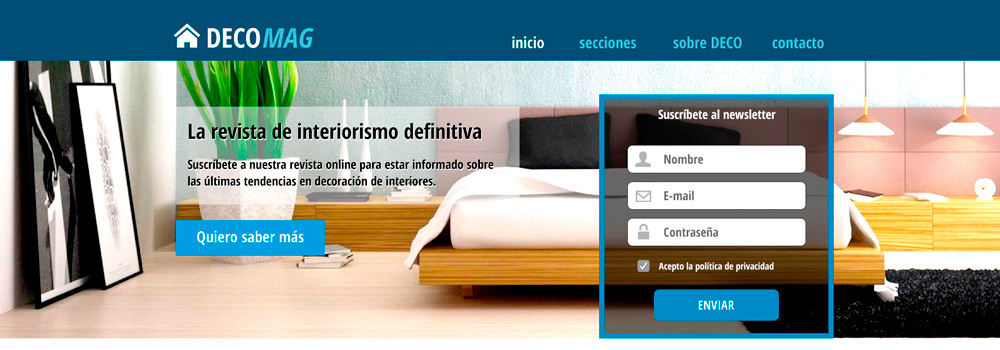 DECOMAG
inicio
secciones
sobre DECO
contacto
La revista de interiorismo definitiva
Suscríbete a nuestra revista online para estar informado sobre
las últimas tendencias en decoración de interiores.
Quiero saber más
Suscríbete al newsletter
Nombre
E-mail
Contraseña
Acepto la política de privacidad
ENVIAR